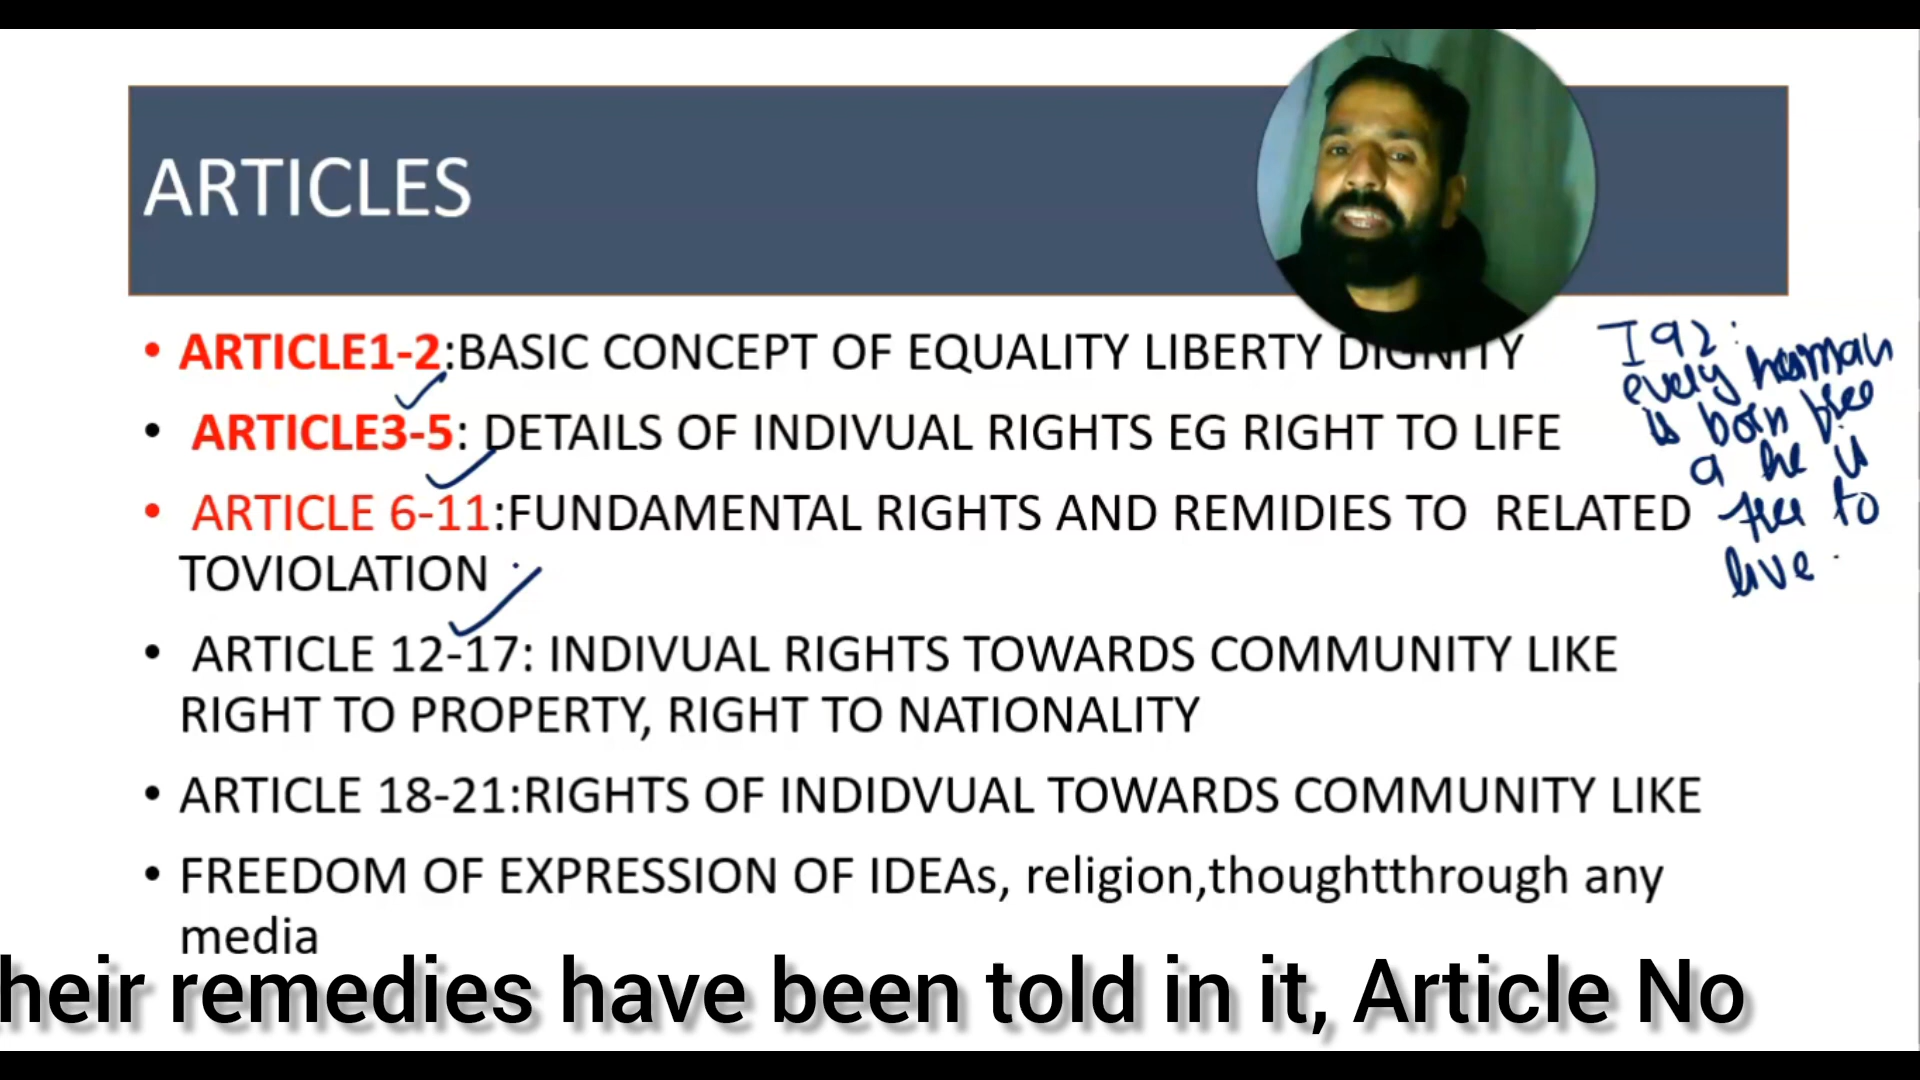 ARTICLES
• ARTICLE1-2:BASIC CONCEPT OF EQUALITY LIBERTY DIGNITY
• ARTICLE3-5: DETAILS OF INDIVUAL RIGHTS EG RIGHT TO LIFE
• ARTICLE 6-11:FUNDAMENTAL RIGHTS AND REMIDIES TO RELATED
TOVIOLATION
• ARTICLE 12-17: INDIVUAL RIGHTS TOWARDS COMMUNITY LIKE
RIGHT TO PROPERTY, RIGHT TO NATIONALITY
• ARTICLE 18-21:RIGHTS OF INDIDVUAL TOWARDS COMMUNITY LIKE
• FREEDOM OF EXPRESSION OF IDEAs, religion,thoughtthrough any
media
every human
is born free
a he is
free to
live
heir remedies have been told in it, Article No